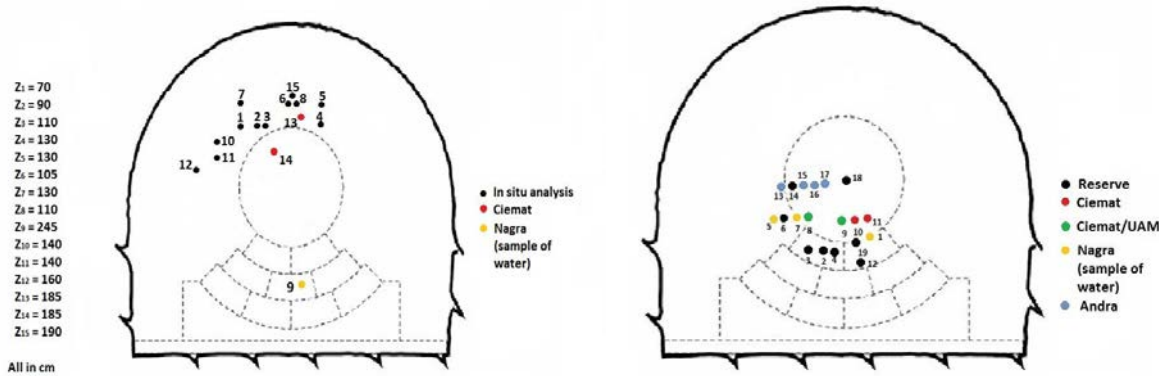 Z₁ = 70
Z₂ = 90
Z₃ = 110
Z₄ = 130
Z₅ = 130
Z₆ = 105
Z₇ = 130
Z₈ = 110
Z₉ = 245
Z₁₀ = 140
Z₁₁ = 140
Z₁₂ = 160
Z₁₃ = 185
Z₁₄ = 185
Z₁₅ = 190
All in cm
15
7 6 8 5
1 2 3 13 4
10
11
12 14
9
In situ analysis
Ciemat
Nagra
(sample of
water)
15 17 18
13 14 16
11
5 6 7 8 9 10 1
3 2 4 19 12
Reserve
Ciemat
Ciemat/UAM
Nagra
(sample of
water)
Andra